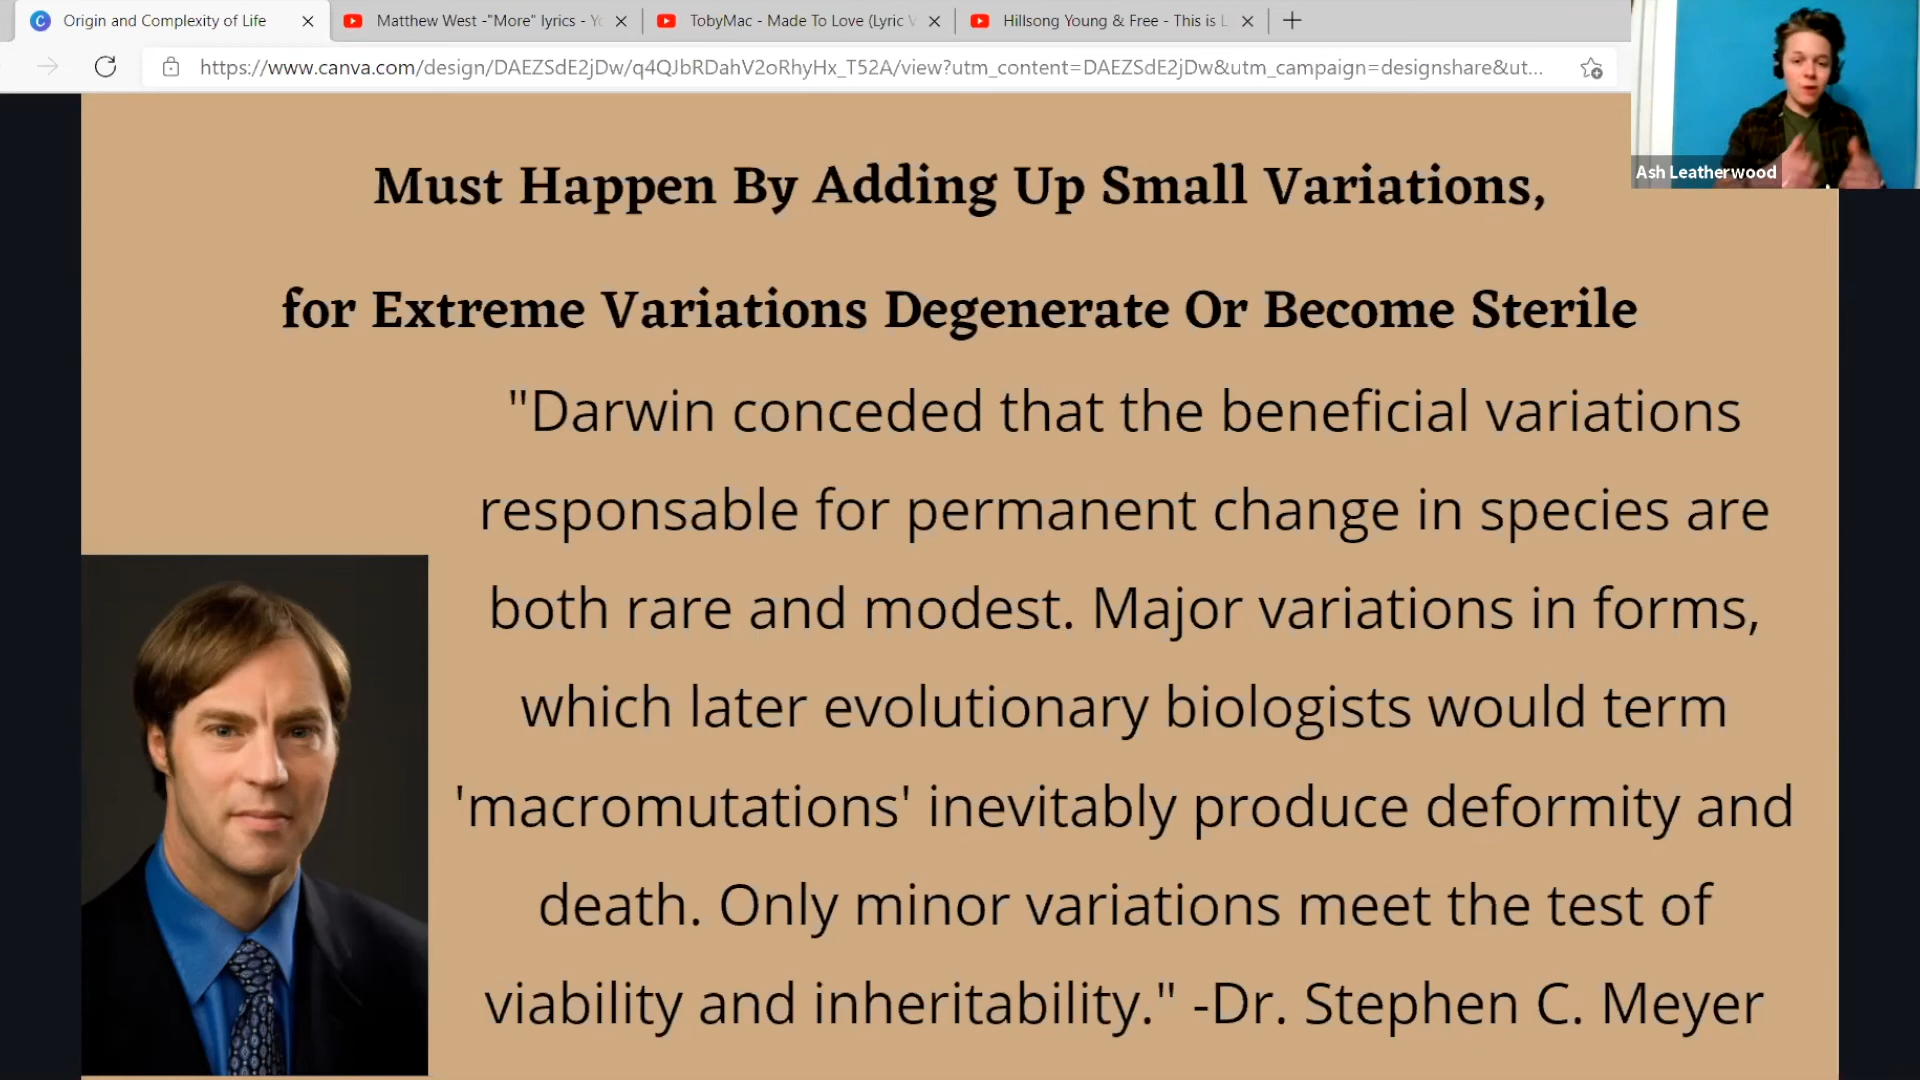 Origin and Complexity of Life
Matthew West -"More" lyrics - Yo
TobyMac - Made To Love (Lyric V
Hillsong Young & Free - This is L
https://www.canva.com/design/DAEZSdE2jDw/q4QJbRDahV2oRhyHx_T52A/view?utm_content=DAEZSdE2jDw&utm_campaign=designshare&ut...
Ash Leatherwood
Must Happen By Adding Up Small Variations,
for Extreme Variations Degenerate Or Become Sterile
"Darwin conceded that the beneficial variations
responsable for permanent change in species are
both rare and modest. Major variations in forms,
which later evolutionary biologists would term
'macromutations' inevitably produce deformity and
death. Only minor variations meet the test of
viability and inheritability." -Dr. Stephen C. Meyer